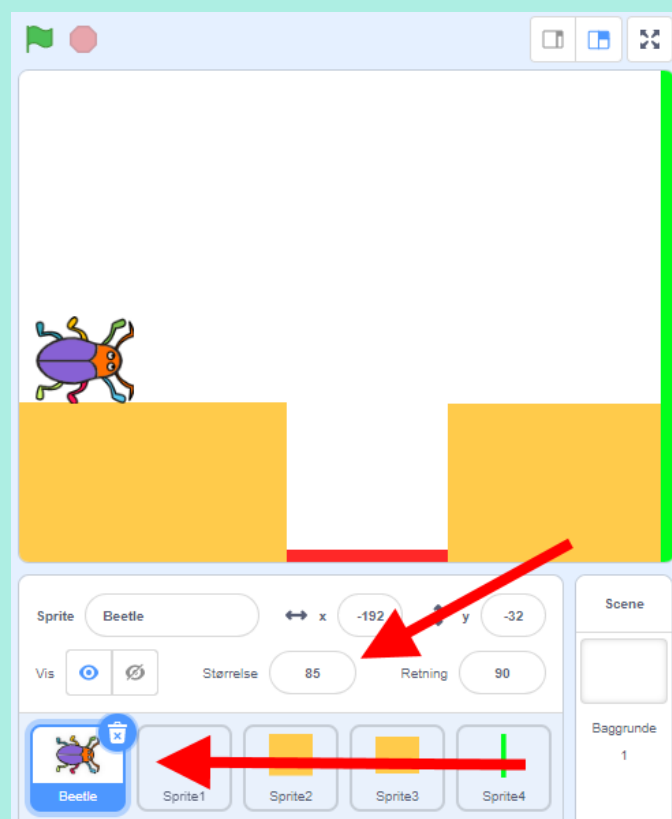 Sprite Beetle x -192 y -32
Scene
Vis Størrelse 85 Retning 90
Baggrunde
1
Beetle Sprite1 Sprite2 Sprite3 Sprite4